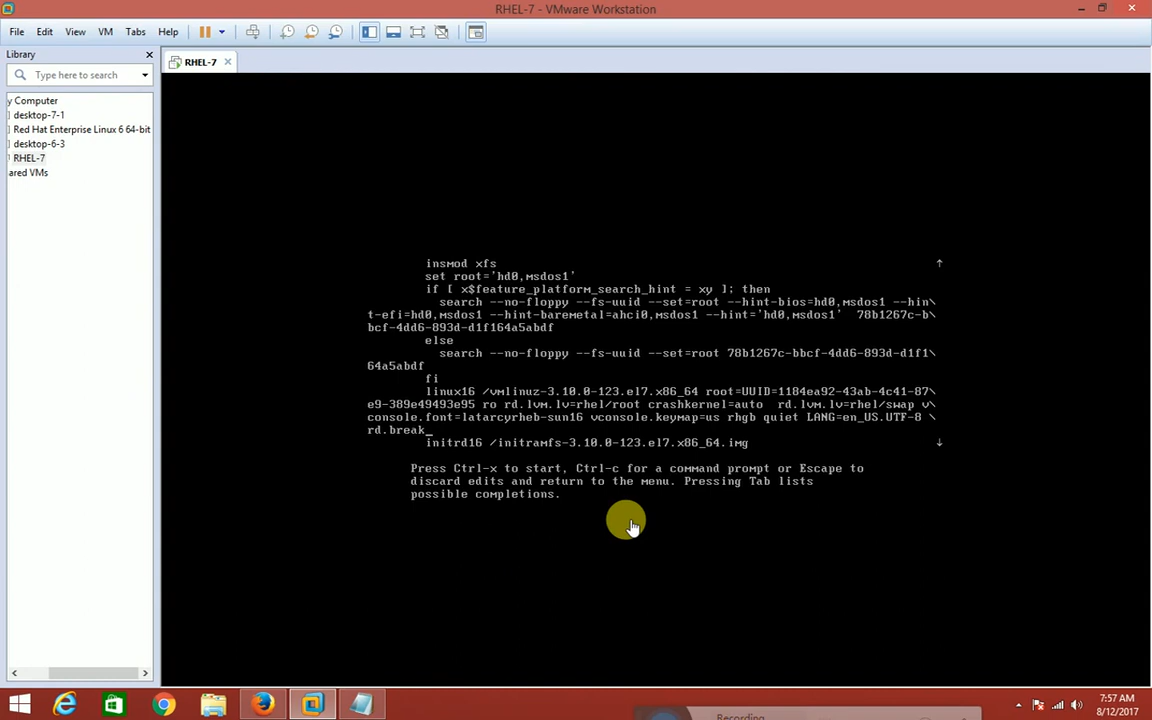 RHEL-7 - VMware Workstation
File Edit View VM Tabs Help
Library
RHEL-7
Type here to search
y Computer
desktop-7-1
Red Hat Enterprise Linux 6 64-bit
desktop-6-3
RHEL-7
ared VMs
insmod xfs
set root='hd0,msdos1'
if [ x$feature_platform_search_hint = xy ]; then
search --no-floppy --fs-uuid --set=root --hint-bios=hd0,msdos1 --hin\
t-efi=hd0,msdos1 --hint-baremetal=ahci0,msdos1 --hint='hd0,msdos1'  78b1267c-b\
bcf-4dd6-893d-d1f164a5abdf
else
search --no-floppy --fs-uuid --set=root 78b1267c-bbcf-4dd6-893d-d1f1\
64a5abdf
fi
linux16 /vmlinuz-3.10.0-123.el7.x86_64 root=UUID=1184ea92-43ab-4c41-87\
e9-389e49493e95 ro rd.lvm.lv=rhel/root crashkernel=auto  rd.lvm.lv=rhel/swap v\
console.font=latarcyrheb-sun16 vconsole.keymap=us rhgb quiet LANG=en_US.UTF-8 \
rd.break_
initrd16 /initramfs-3.10.0-123.el7.x86_64.img
Press Ctrl-x to start, Ctrl-c for a command prompt or Escape to
discard edits and return to the menu. Pressing Tab lists
possible completions.
Recording
7:57 AM
8/12/2017